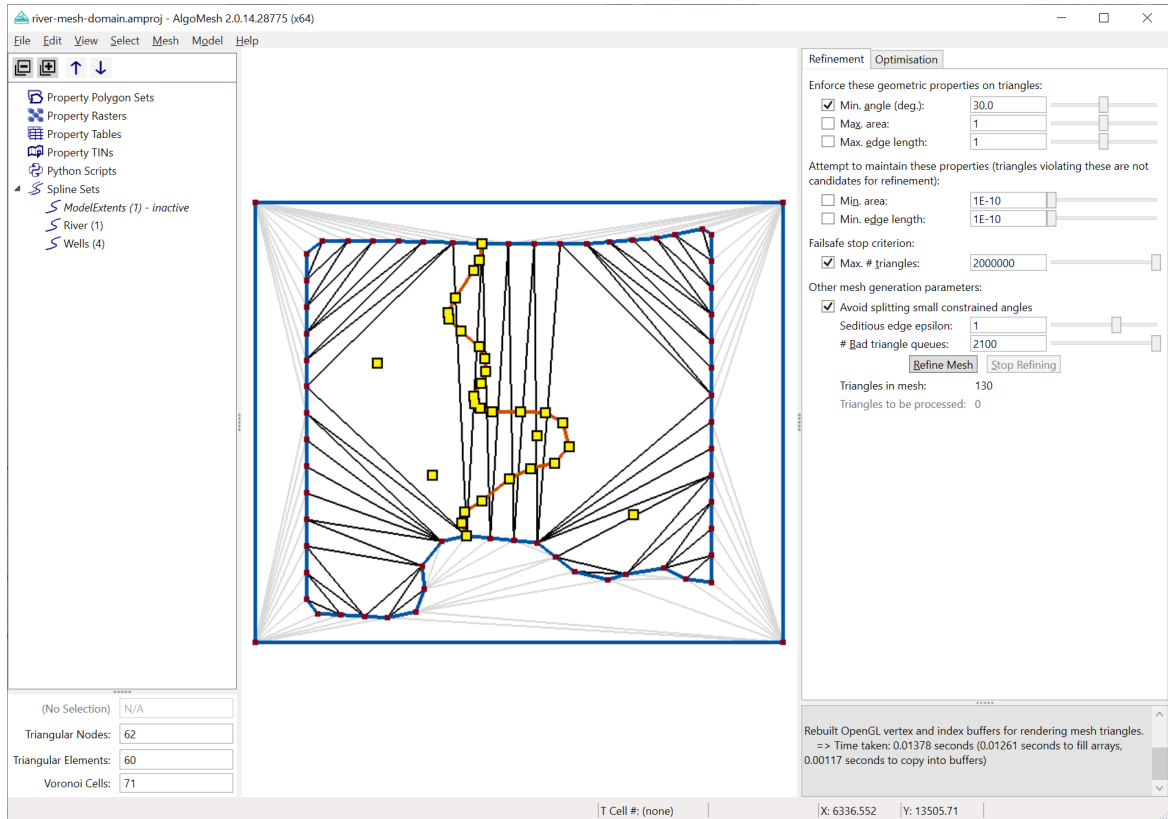 river-mesh-domain.amproj - AlgoMesh 2.0.14.28775 (x64)
File Edit View Select Mesh Model Help
Property Polygon Sets
Property Rasters
Property Tables
Property TINs
Python Scripts
Spline Sets
ModelExtents (1) - inactive
River (1)
Wells (4)
(No Selection) N/A
Triangular Nodes: 62
Triangular Elements: 60
Voronoi Cells: 71
Refinement Optimisation
Enforce these geometric properties on triangles:
Min. angle (deg.): 30.0
Max. area: 1
Max. edge length: 1
Attempt to maintain these properties (triangles violating these are not
candidates for refinement):
Min. area: 1E-10
Min. edge length: 1E-10
Failsafe stop criterion:
Max. # triangles: 2000000
Other mesh generation parameters:
Avoid splitting small constrained angles
Seditious edge epsilon: 1
# Bad triangle queues: 2100
Refine Mesh Stop Refining
Triangles in mesh: 130
Triangles to be processed: 0
Rebuilt OpenGL vertex and index buffers for rendering mesh triangles.
=> Time taken: 0.01378 seconds (0.01261 seconds to fill arrays,
0.00117 seconds to copy into buffers)
T Cell #: (none) X: 6336.552 Y: 13505.71